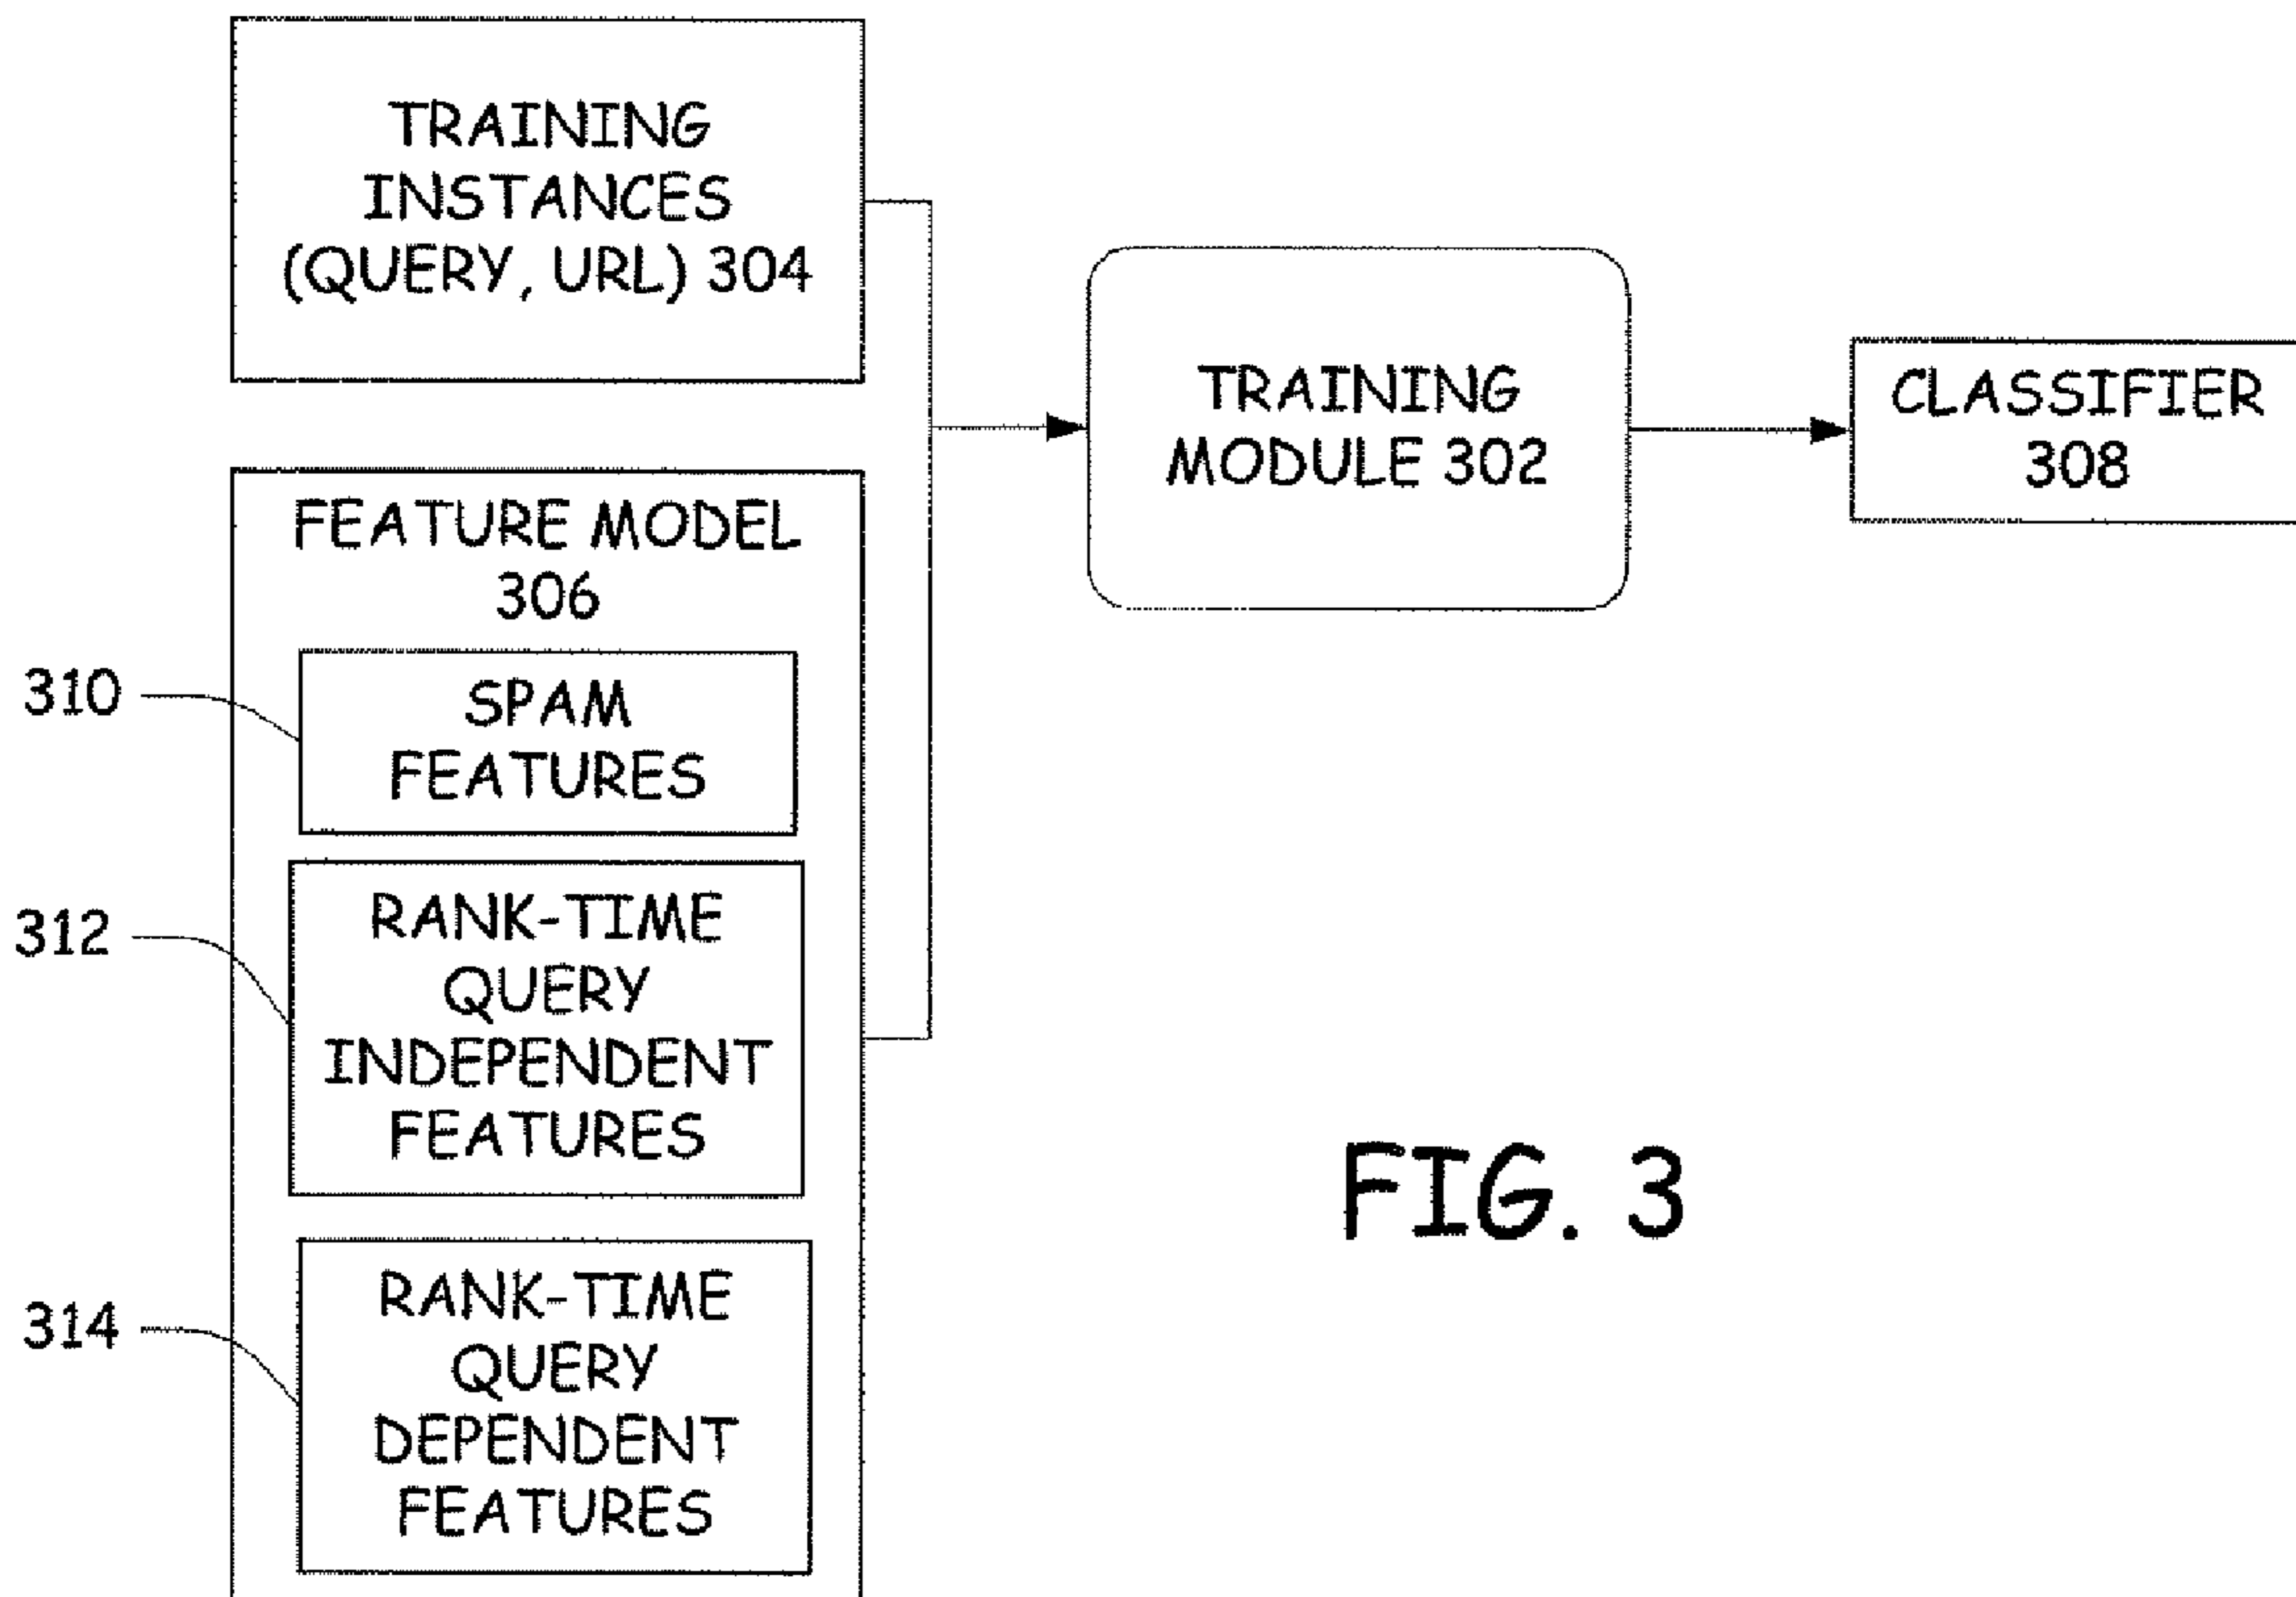 TRAINING
INSTANCES
(QUERY, URL) 304
TRAINING
MODULE 302
CLASSIFIER
308
FEATURE MODEL
306
310
SPAM
FEATURES
312
RANK-TIME
QUERY
INDEPENDENT
FEATURES
314
RANK-TIME
QUERY
DEPENDENT
FEATURES
FIG. 3